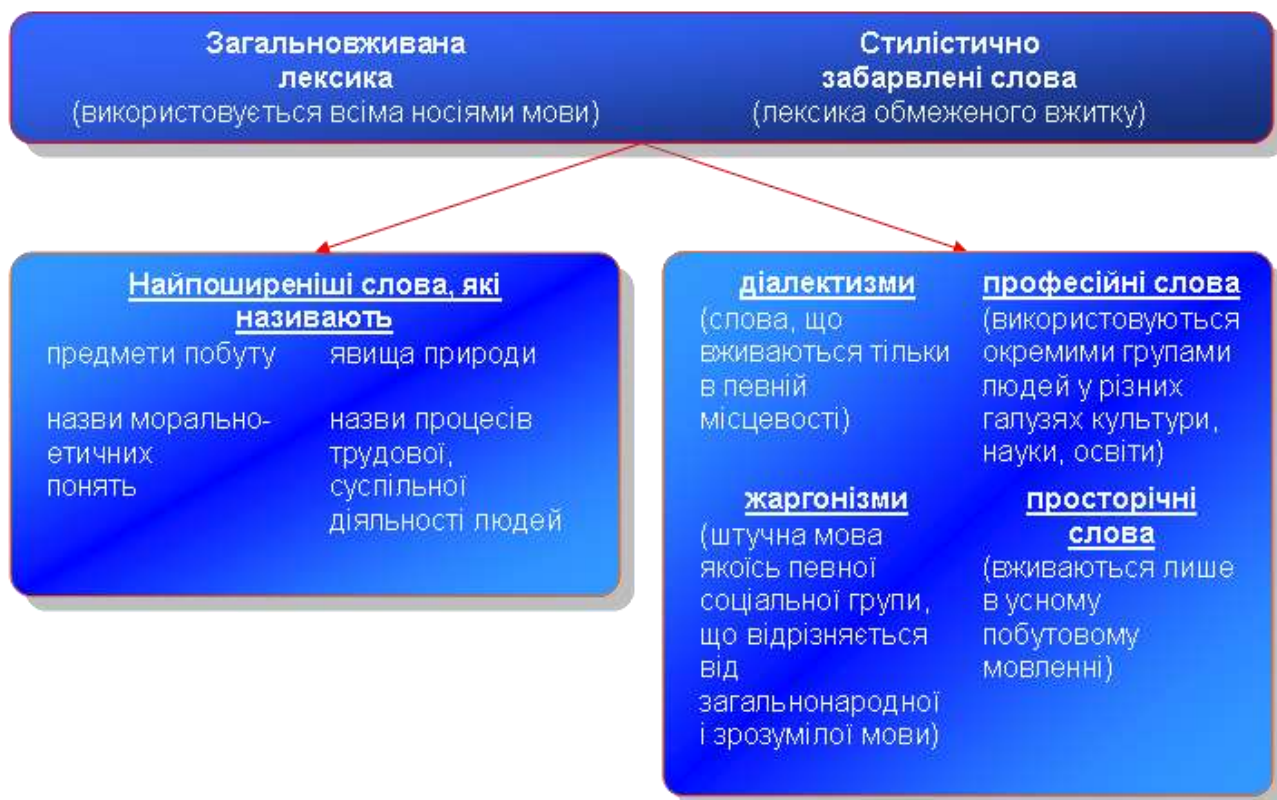 Загальновживана
лексика
(використовується всіма носіями мови)
Стилістично
забарвлені слова
(лексика обмеженого вжитку)
Найпоширеніші слова, які
називають
предмети побуту
явища природи
назви морально-
етичних
понять
назви процесів
трудової,
суспільної
діяльності людей
діалектизми
(слова, що
вживаються тільки
в певній
місцевості)
професійні слова
(використовуються
окремими групами
людей у різних
галузях культури,
науки, освіти)
жаргонізми
(штучна мова
якоїсь певної
соціальної групи,
що відрізняється
від
загальнонародної
і зрозумілої мови)
просторічні
слова
(вживаються лише
в усному
побутовому
мовленні)